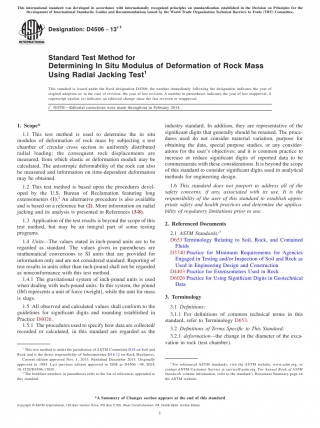 This international standard was developed in accordance with internationally recognized principles on standardization established in the Decision on Principles for the
Development of International Standards, Guides and Recommendations issued by the World Trade Organization Technical Barriers to Trade (TBT) Committee.
Designation: D4506 − 13´1
Standard Test Method for
Determining In Situ Modulus of Deformation of Rock Mass
Using Radial Jacking Test1
This standard is issued under the fixed designation D4506; the number immediately following the designation indicates the year of
original adoption or, in the case of revision, the year of last revision. A number in parentheses indicates the year of last reapproval. A
superscript epsilon (´) indicates an editorial change since the last revision or reapproval.
´1 NOTE—Editorial corrections were made throughout in February 2014.
1. Scope*
1.1 This test method is used to determine the in situ
modulus of deformation of rock mass by subjecting a test
chamber of circular cross section to uniformly distributed
radial loading; the consequent rock displacements are
measured, from which elastic or deformation moduli may be
calculated. The anisotropic deformability of the rock can also
be measured and information on time-dependent deformation
may be obtained.
1.2 This test method is based upon the procedures devel-
oped by the U.S. Bureau of Reclamation featuring long
extensometers (1).2 An alternative procedure is also available
and is based on a reference bar (2). More information on radial
jacking and its analysis is presented in References (3-8).
1.3 Application of the test results is beyond the scope of this
test method, but may be an integral part of some testing
programs.
1.4 Units—The values stated in inch-pound units are to be
regarded as standard. The values given in parentheses are
mathematical conversions to SI units that are provided for
information only and are not considered standard. Reporting of
test results in units other than inch-pound shall not be regarded
as nonconformance with this test method.
1.4.1 The gravitational system of inch-pound units is used
when dealing with inch-pound units. In this system, the pound
(lbf) represents a unit of force (weight), while the unit for mass
is slugs.
1.5 All observed and calculated values shall conform to the
guidelines for significant digits and rounding established in
Practice D6026.
1.5.1 The procedures used to specify how data are collected
recorded or calculated, in this standard are regarded as the
1 This test method is under the jurisdiction of ASTM Committee D18 on Soil and
Rock and is the direct responsibility of Subcommittee D18.12 on Rock Mechanics.
Current edition approved Nov. 1, 2013. Published December 2013. Originally
approved in 1985. Last previous edition approved in 2008 as D4506 – 08. DOI:
10.1520/D4506-13E01.
2 The boldface numbers in parentheses refer to the list of references appended to
this standard.
industry standard. In addition, they are representative of the
significant digits that generally should be retained. The proce-
dures used do not consider material variation, purpose for
obtaining the data, special purpose studies, or any consider-
ations for the user's objectives; and it is common practice to
increase or reduce significant digits of reported data to be
commensurate with these considerations. It is beyond the scope
of this standard to consider significant digits used in analytical
methods for engineering design.
1.6 This standard does not purport to address all of the
safety concerns, if any, associated with its use. It is the
responsibility of the user of this standard to establish appro-
priate safety and health practices and determine the applica-
bility of regulatory limitations prior to use.
2. Referenced Documents
2.1 ASTM Standards:3
D653 Terminology Relating to Soil, Rock, and Contained
Fluids
D3740 Practice for Minimum Requirements for Agencies
Engaged in Testing and/or Inspection of Soil and Rock as
Used in Engineering Design and Construction
D4403 Practice for Extensometers Used in Rock
D6026 Practice for Using Significant Digits in Geotechnical
Data
3. Terminology
3.1 Definitions:
3.1.1 For definitions of common technical terms in this
standard, refer to Terminology D653.
3.2 Definitions of Terms Specific to This Standard:
3.2.1 deformation—the change in the diameter of the exca-
vation in rock (test chamber).
3 For referenced ASTM standards, visit the ASTM website, www.astm.org, or
contact ASTM Customer Service at service@astm.org. For Annual Book of ASTM
Standards volume information, refer to the standard's Document Summary page on
the ASTM website.
*A Summary of Changes section appears at the end of this standard
Copyright © ASTM International, 100 Barr Harbor Drive, PO Box C700, West Conshohocken, PA 19428-2959. United States
1